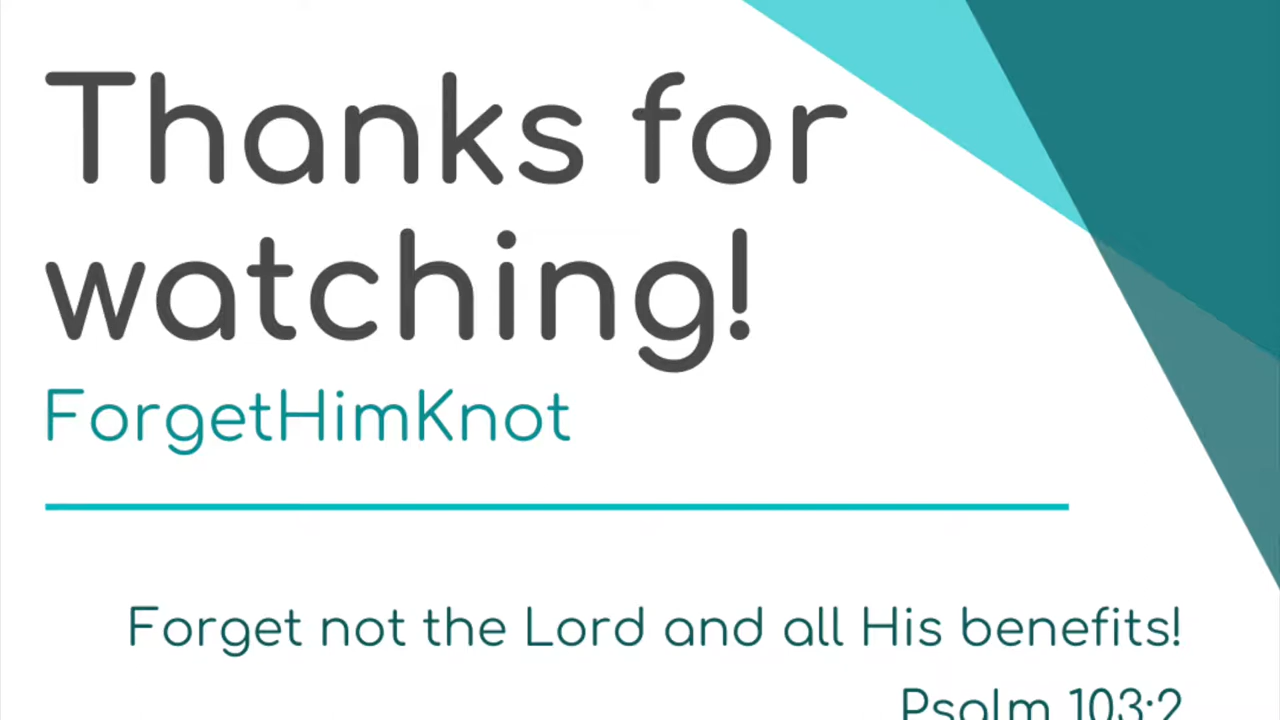 Thanks for
watching!
ForgetHimKnot
Forget not the Lord and all His benefits!
Psalm 103:2